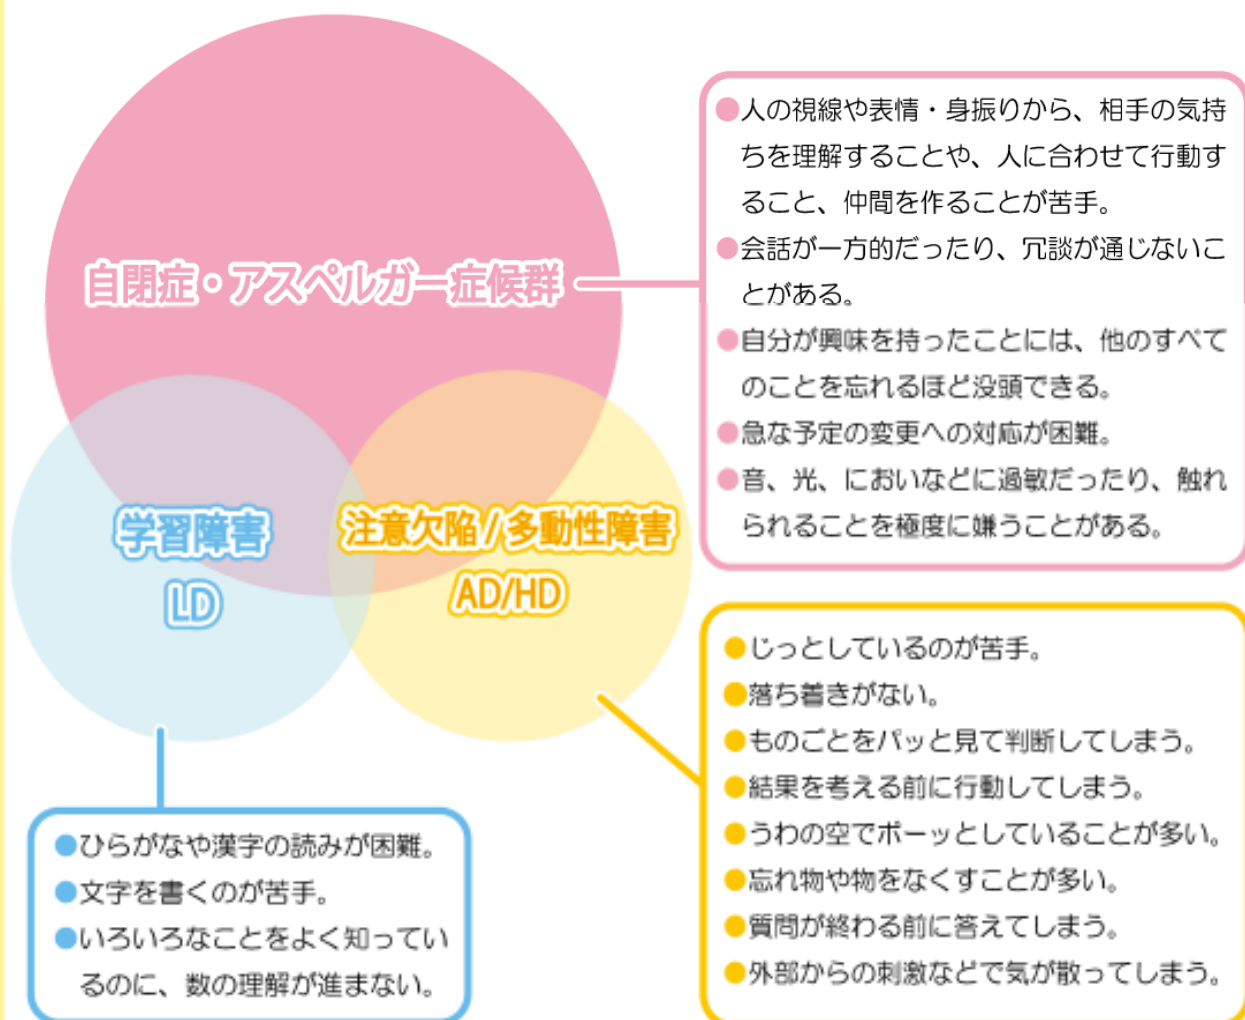 自閉症・アスペルガー症候群
●人の視線や表情・身振りから、相手の気持
ちを理解することや、人に合わせて行動す
ること、仲間を作ることが苦手。
●会話が一方的だったり、冗談が通じないこ
とがある。
●自分が興味を持ったことには、他のすべて
のことを忘れるほど没頭できる。
●急な予定の変更への対応が困難。
●音、光、においなどに過敏だったり、触れ
られることを極度に嫌うことがある。
学習障害
LD
注意欠陥/多動性障害
AD/HD
●じっとしているのが苦手。
●落ち着きがない。
●ものごとをパッと見て判断してしまう。
●結果を考える前に行動してしまう。
●うわの空でボーッとしていることが多い。
●忘れ物や物をなくすことが多い。
●質問が終わる前に答えてしまう。
●外部からの刺激などで気が散ってしまう。
●ひらがなや漢字の読みが困難。
●文字を書くのが苦手。
●いろいろなことをよく知ってい
るのに、数の理解が進まない。